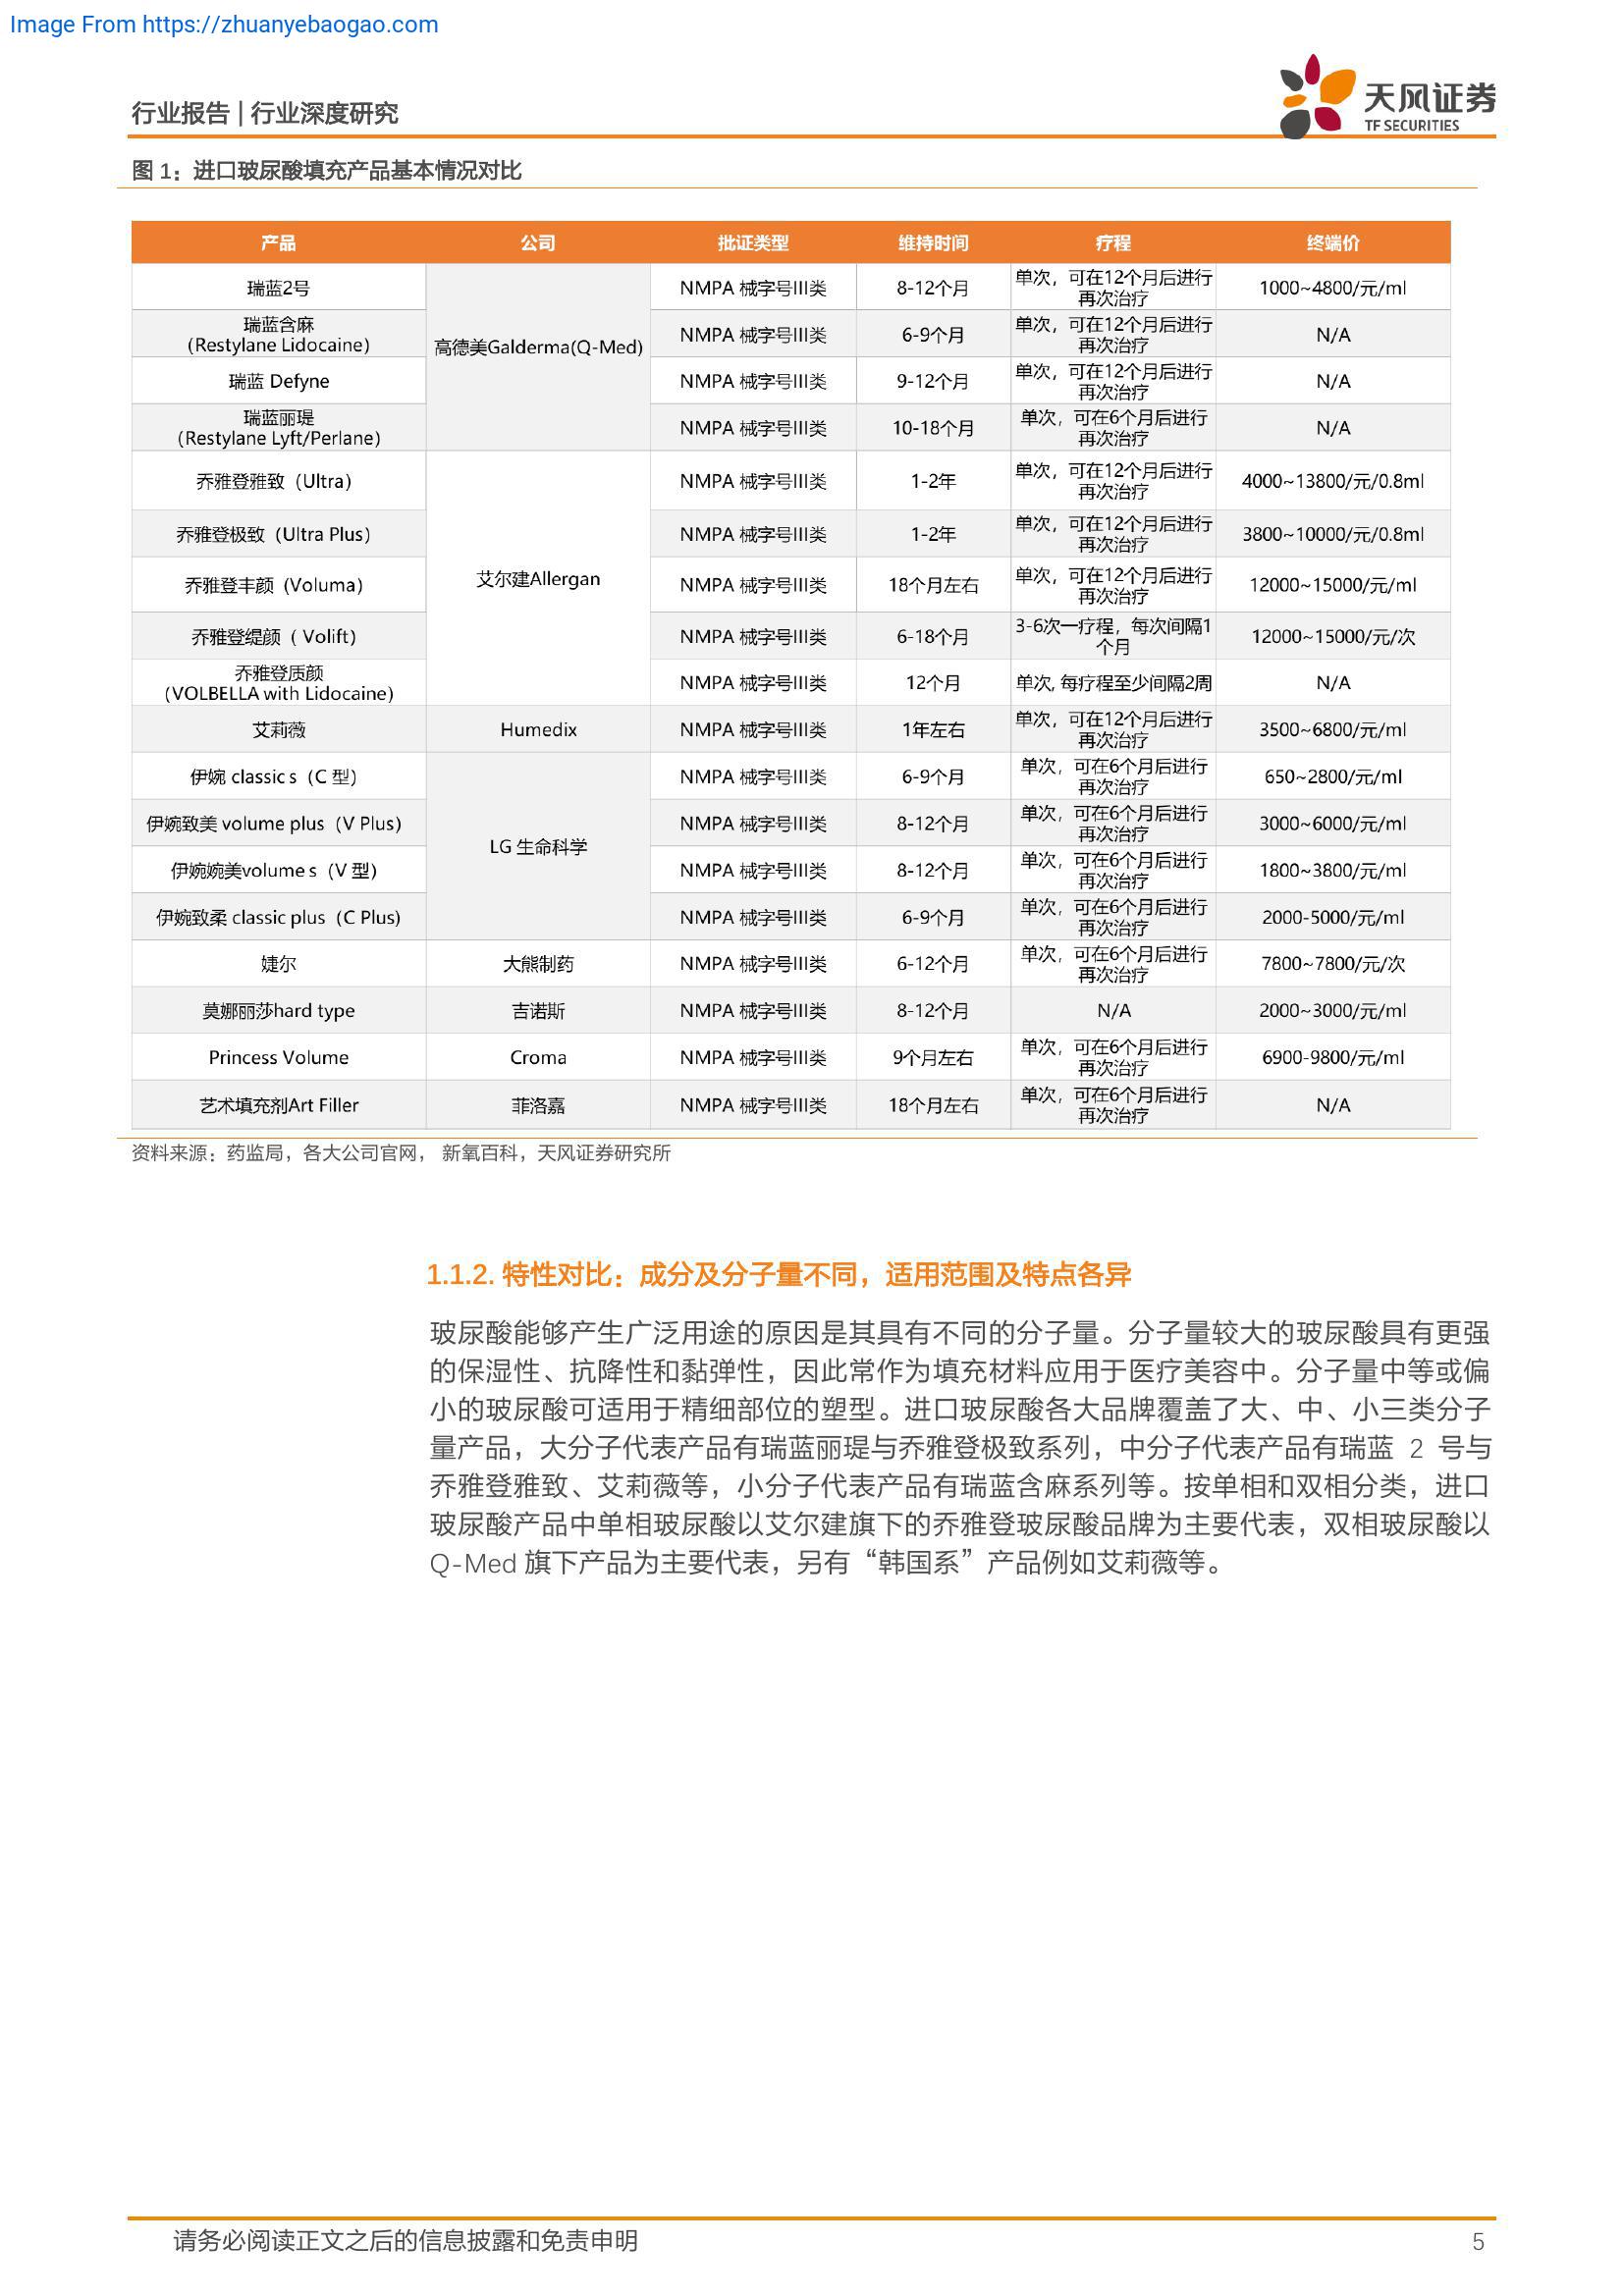 Image From https://zhuanyebaogao.com
行业报告 | 行业深度研究
天风证券
TF SECURITIES
图 1：进口玻尿酸填充产品基本情况对比
产品 公司 批证类型 维持时间 疗程 终端价
瑞蓝2号 高德美Galderma(Q-Med) NMPA 械字号III类 8-12个月 单次，可在12个月后进行再次治疗 1000~4800/元/ml
瑞蓝含麻（Restylane Lidocaine） NMPA 械字号III类 6-9个月 单次，可在12个月后进行再次治疗 N/A
瑞蓝 Defyne NMPA 械字号III类 9-12个月 单次，可在12个月后进行再次治疗 N/A
瑞蓝丽瑅（Restylane Lyft/Perlane） NMPA 械字号III类 10-18个月 单次，可在6个月后进行再次治疗 N/A
乔雅登雅致（Ultra） 艾尔建Allergan NMPA 械字号III类 1-2年 单次，可在12个月后进行再次治疗 4000~13800/元/0.8ml
乔雅登极致（Ultra Plus） NMPA 械字号III类 1-2年 单次，可在12个月后进行再次治疗 3800~10000/元/0.8ml
乔雅登丰颜（Voluma） NMPA 械字号III类 18个月左右 单次，可在12个月后进行再次治疗 12000~15000/元/ml
乔雅登缇颜（ Volift） NMPA 械字号III类 6-18个月 3-6次一疗程，每次间隔1个月 12000~15000/元/次
乔雅登质颜（VOLBELLA with Lidocaine） NMPA 械字号III类 12个月 单次, 每疗程至少间隔2周 N/A
艾莉薇 Humedix NMPA 械字号III类 1年左右 单次，可在12个月后进行再次治疗 3500~6800/元/ml
伊婉 classic s（C 型） LG 生命科学 NMPA 械字号III类 6-9个月 单次，可在6个月后进行再次治疗 650~2800/元/ml
伊婉致美 volume plus（V Plus） NMPA 械字号III类 8-12个月 单次，可在6个月后进行再次治疗 3000~6000/元/ml
伊婉婉美volume s（V 型） NMPA 械字号III类 8-12个月 单次，可在6个月后进行再次治疗 1800~3800/元/ml
伊婉致柔 classic plus（C Plus) NMPA 械字号III类 6-9个月 单次，可在6个月后进行再次治疗 2000-5000/元/ml
婕尔 大熊制药 NMPA 械字号III类 6-12个月 单次，可在6个月后进行再次治疗 7800~7800/元/次
莫娜丽莎hard type 吉诺斯 NMPA 械字号III类 8-12个月 N/A 2000~3000/元/ml
Princess Volume Croma NMPA 械字号III类 9个月左右 单次，可在6个月后进行再次治疗 6900-9800/元/ml
艺术填充剂Art Filler 菲洛嘉 NMPA 械字号III类 18个月左右 单次，可在6个月后进行再次治疗 N/A
资料来源：药监局，各大公司官网， 新氧百科，天风证券研究所
1.1.2. 特性对比：成分及分子量不同，适用范围及特点各异
玻尿酸能够产生广泛用途的原因是其具有不同的分子量。分子量较大的玻尿酸具有更强
的保湿性、抗降性和黏弹性，因此常作为填充材料应用于医疗美容中。分子量中等或偏
小的玻尿酸可适用于精细部位的塑型。进口玻尿酸各大品牌覆盖了大、中、小三类分子
量产品，大分子代表产品有瑞蓝丽瑅与乔雅登极致系列，中分子代表产品有瑞蓝 2 号与
乔雅登雅致、艾莉薇等，小分子代表产品有瑞蓝含麻系列等。按单相和双相分类，进口
玻尿酸产品中单相玻尿酸以艾尔建旗下的乔雅登玻尿酸品牌为主要代表，双相玻尿酸以
Q-Med 旗下产品为主要代表，另有“韩国系”产品例如艾莉薇等。
请务必阅读正文之后的信息披露和免责申明 5